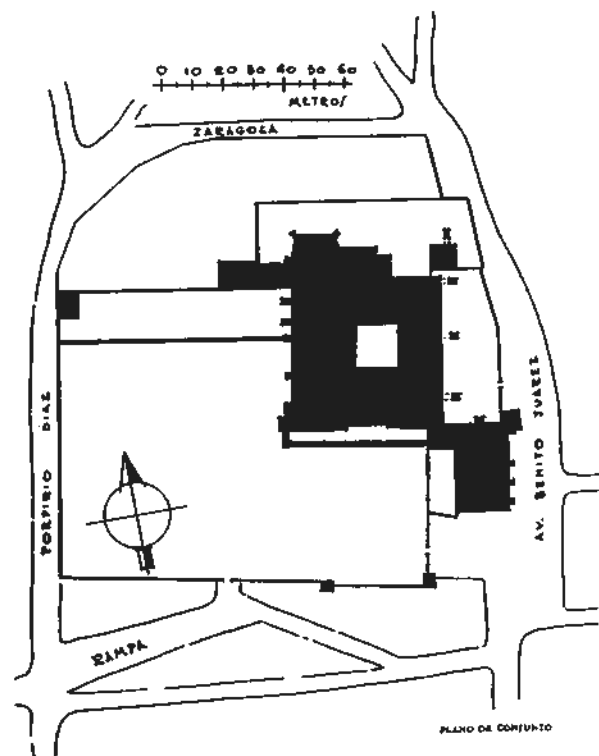 0 10 20 30 40 50 60
METROS
ZARAGOZA
PORFIRIO DIAZ
AV. BENITO JUAREZ
RAMPA
PLANO DE CONJUNTO